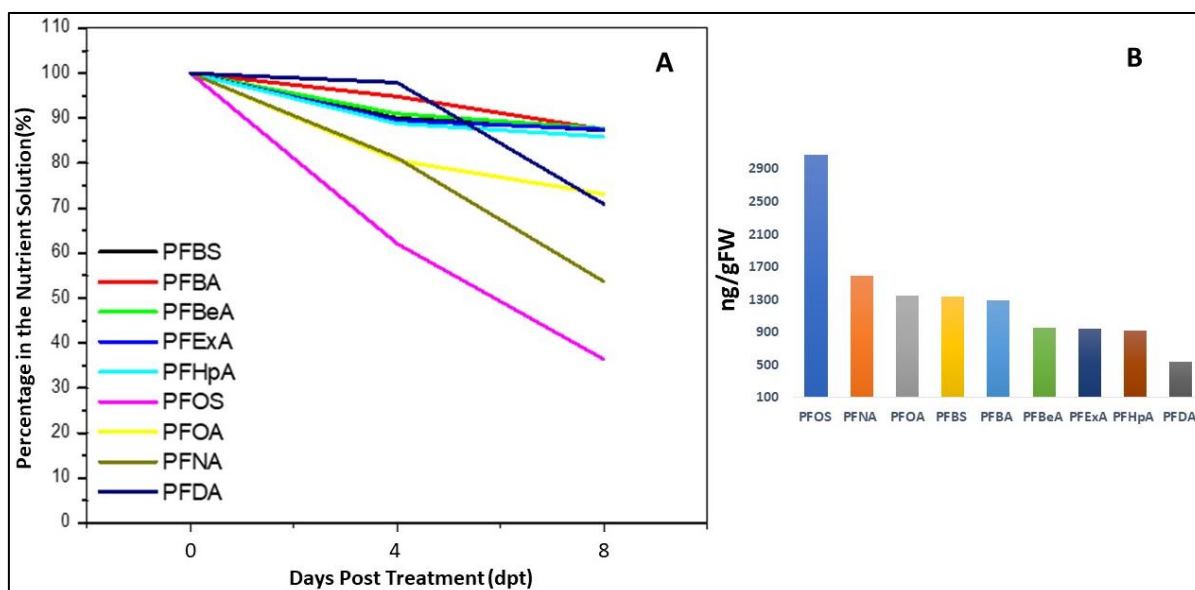 A
Percentage in the Nutrient Solution(%)
110
100
90
80
70
60
50
40
30
20
10
0
PFBS
PFBA
PFBeA
PFExA
PFHpA
PFOS
PFOA
PFNA
PFDA
0 4 8
Days Post Treatment (dpt)
B
ng/gFW
2900
2500
2100
1700
1300
900
500
100
PFOS PFNA PFOA PFBS PFBA PFBeA PFExA PFHpA PFDA